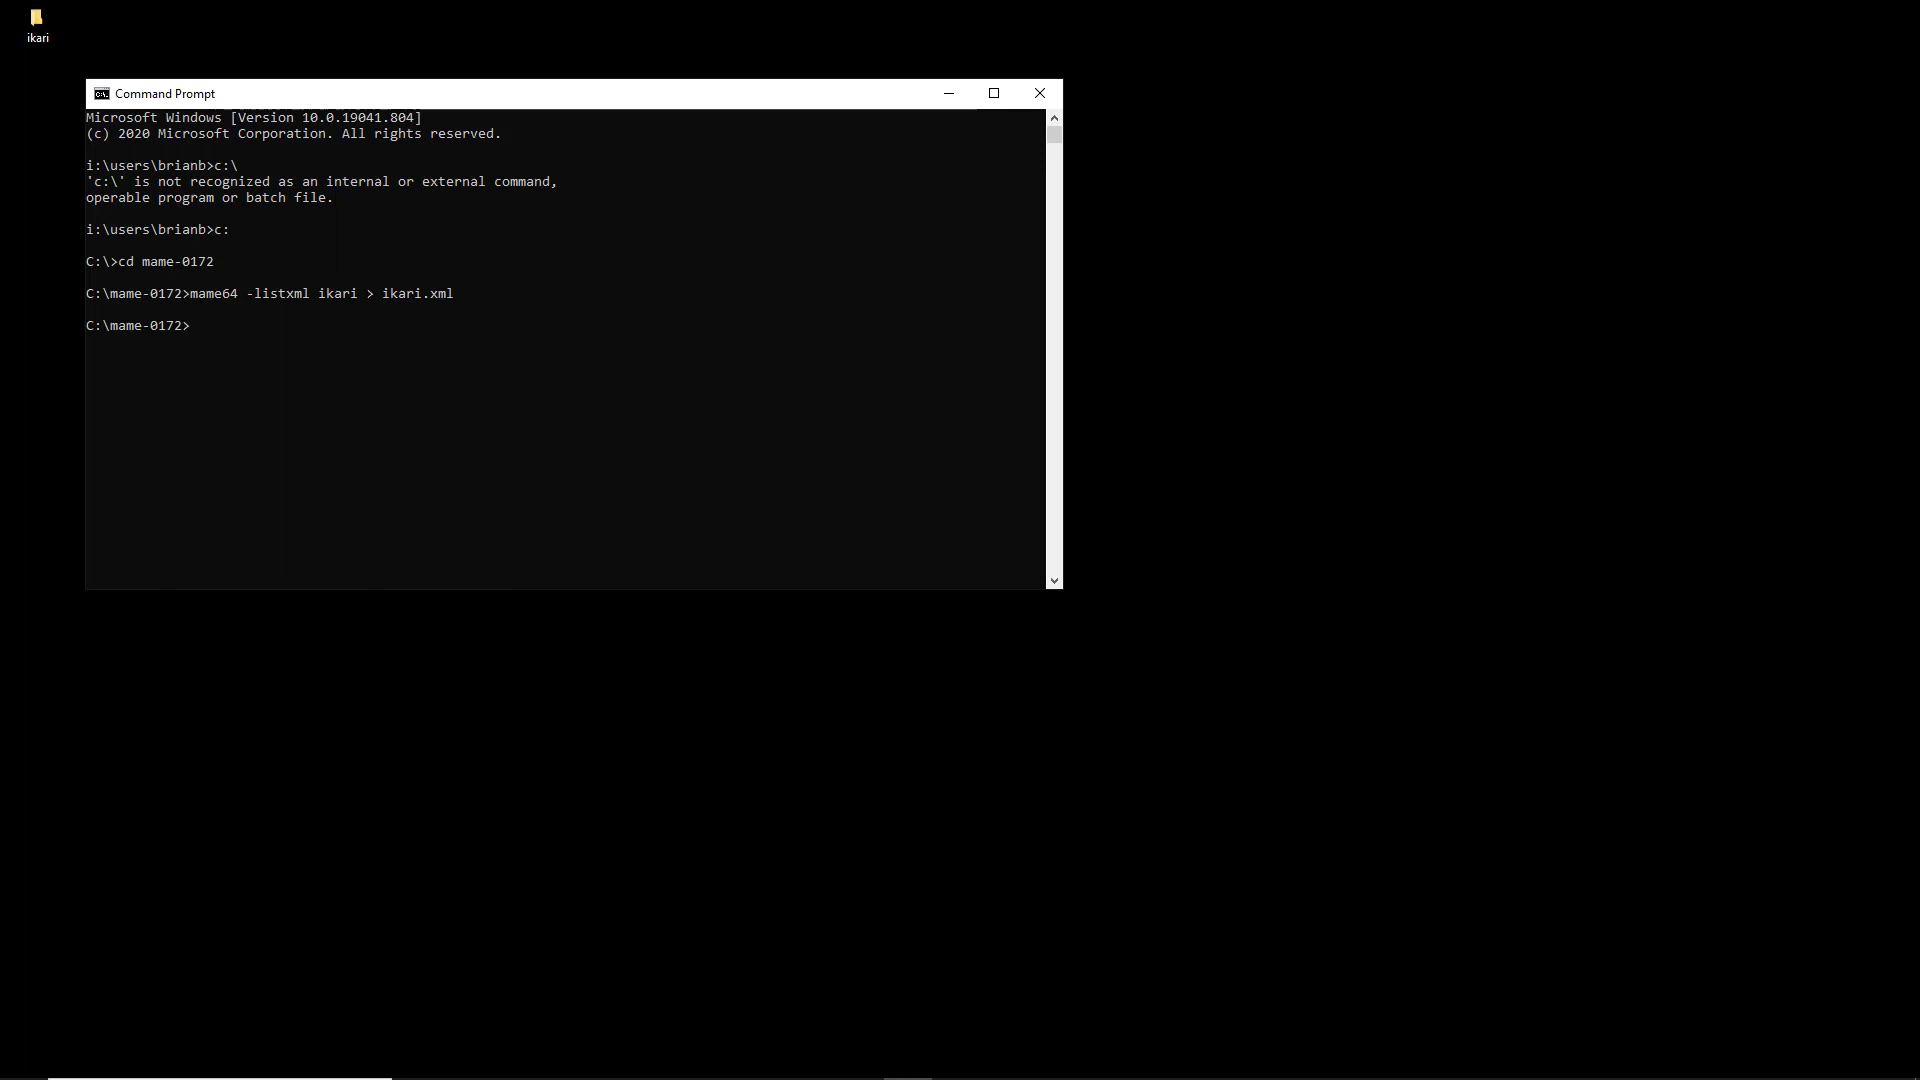 ikari
Command Prompt
Microsoft Windows [Version 10.0.19041.804]
(c) 2020 Microsoft Corporation. All rights reserved.
i:\users\brianb>c:\
'c:\' is not recognized as an internal or external command,
operable program or batch file.
i:\users\brianb>c:
C:\>cd mame-0172
C:\mame-0172>mame64 -listxml ikari > ikari.xml
C:\mame-0172>